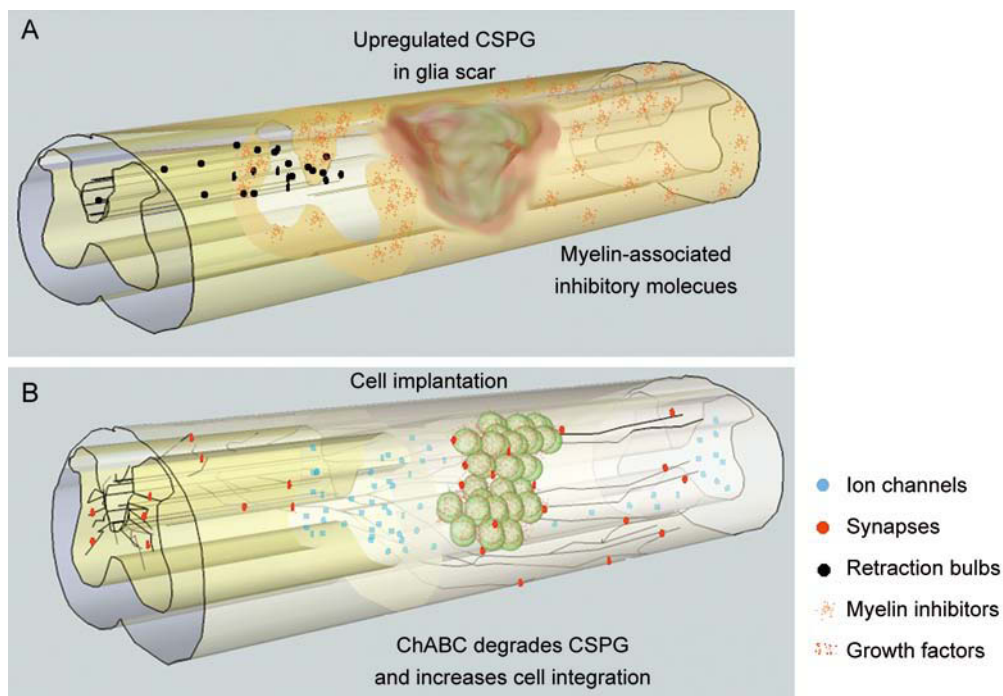 A
Upregulated CSPG
in glia scar
Myelin-associated
inhibitory molecues
B
Cell implantation
ChABC degrades CSPG
and increases cell integration
Ion channels
Synapses
Retraction bulbs
Myelin inhibitors
Growth factors